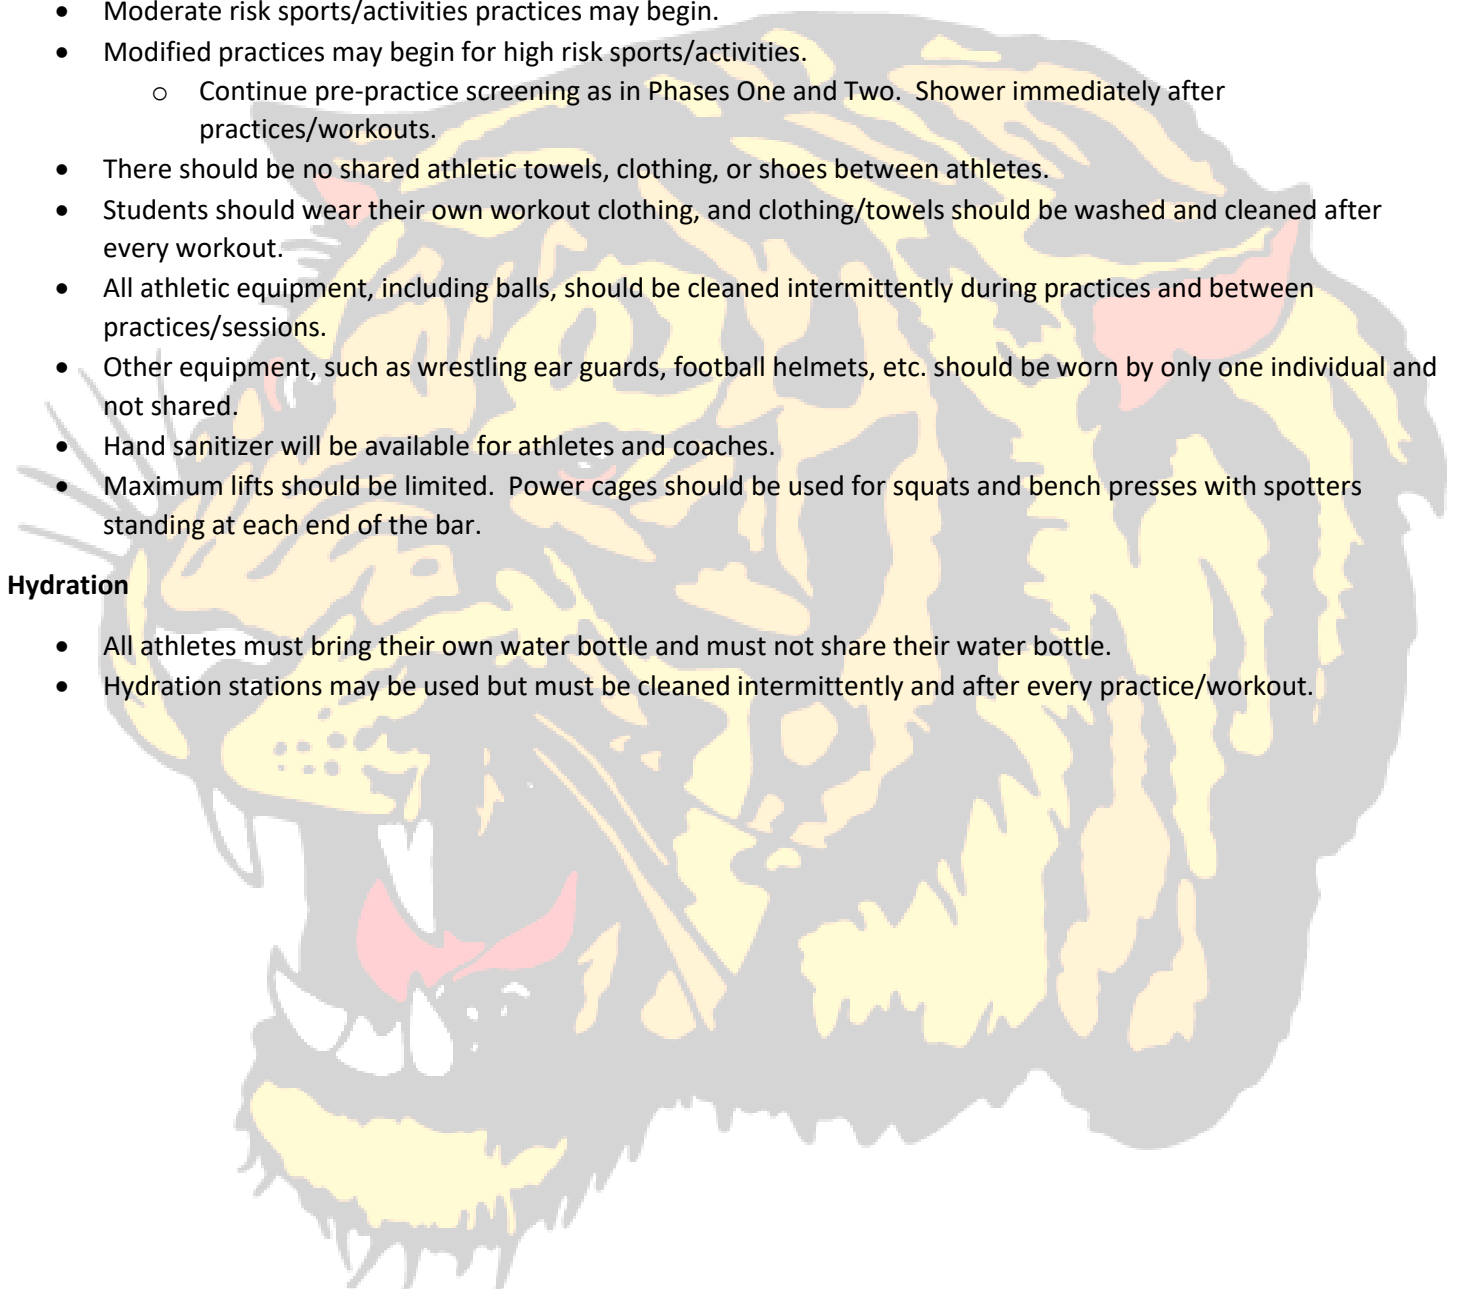 • Moderate risk sports/activities practices may begin.
• Modified practices may begin for high risk sports/activities.
o Continue pre-practice screening as in Phases One and Two.  Shower immediately after
practices/workouts.
• There should be no shared athletic towels, clothing, or shoes between athletes.
• Students should wear their own workout clothing, and clothing/towels should be washed and cleaned after
every workout.
• All athletic equipment, including balls, should be cleaned intermittently during practices and between
practices/sessions.
• Other equipment, such as wrestling ear guards, football helmets, etc. should be worn by only one individual and
not shared.
• Hand sanitizer will be available for athletes and coaches.
• Maximum lifts should be limited.  Power cages should be used for squats and bench presses with spotters
standing at each end of the bar.
Hydration
• All athletes must bring their own water bottle and must not share their water bottle.
• Hydration stations may be used but must be cleaned intermittently and after every practice/workout.